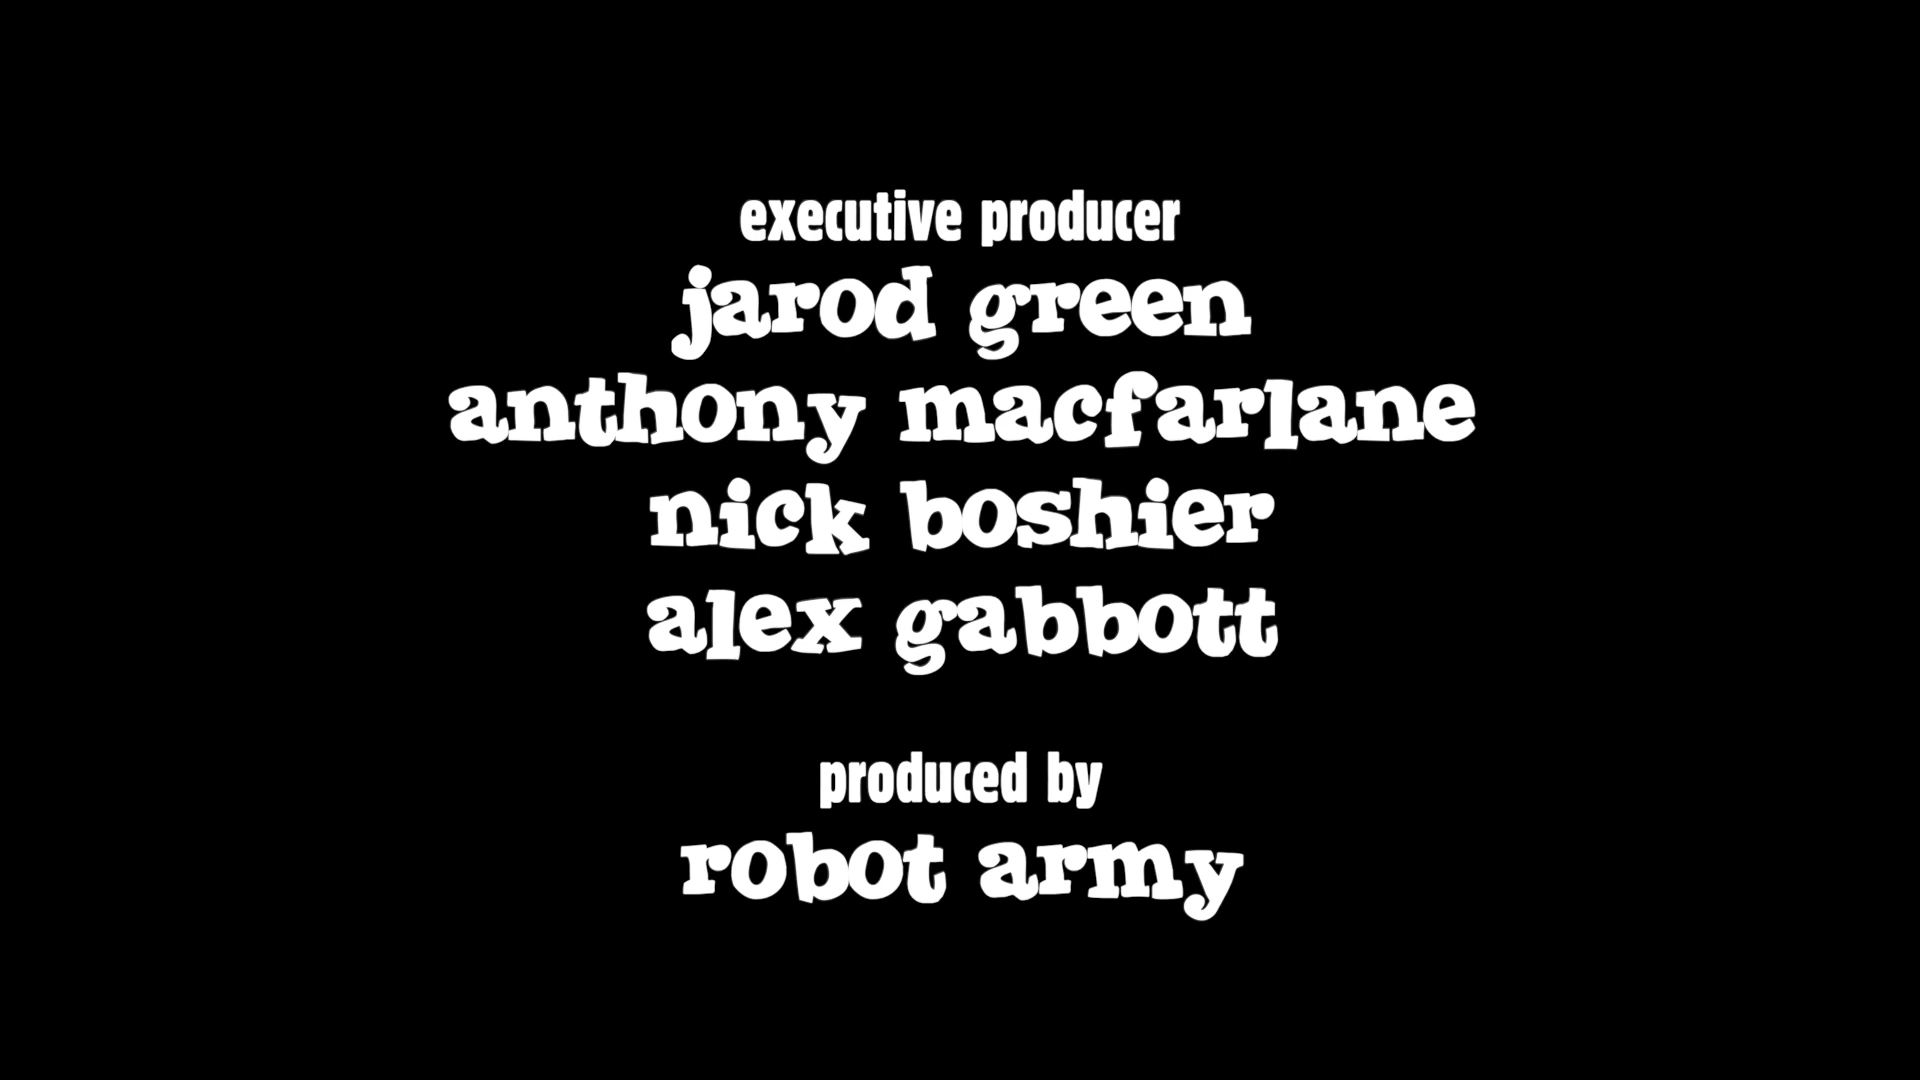 executive producer
jarod green
anthony macfarlane
nick boshier
alex gabbott
produced by
robot army